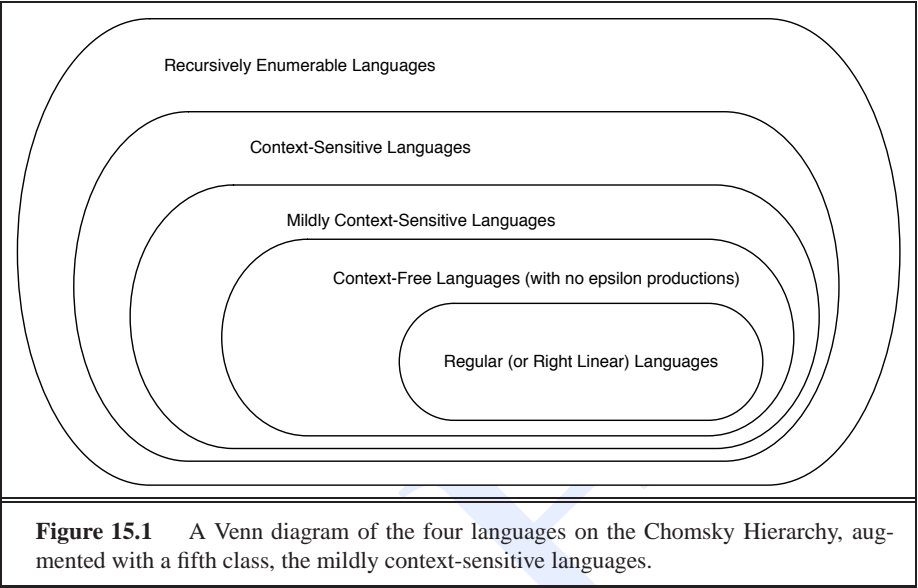 Recursively Enumerable Languages
Context-Sensitive Languages
Mildly Context-Sensitive Languages
Context-Free Languages (with no epsilon productions)
Regular (or Right Linear) Languages
Figure 15.1 A Venn diagram of the four languages on the Chomsky Hierarchy, aug-
mented with a fifth class, the mildly context-sensitive languages.